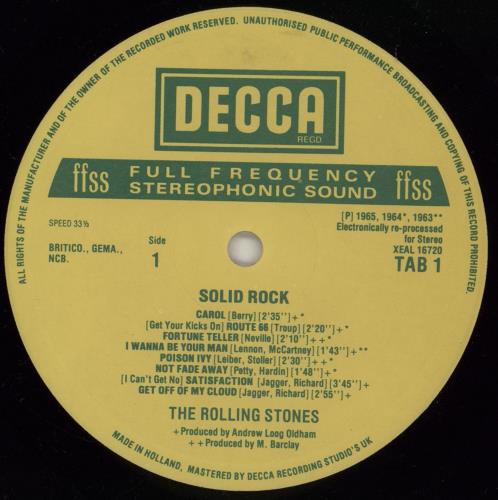 ALL RIGHTS OF THE MANUFACTURER AND OF THE OWNER OF THE RECORDED WORK RESERVED. UNAUTHORISED PUBLIC PERFORMANCE BROADCASTING AND COPYING OF THIS RECORD PROHIBITED.
DECCA
REGD
ffss FULL FREQUENCY STEREOPHONIC SOUND ffss
SPEED 33⅓
[P] 1965, 1964*, 1963**
Electronically re-processed
for Stereo
XEAL 16720
TAB 1
BRITICO., GEMA.,
NCB.
Side
1
SOLID ROCK
CAROL [Berry] [2'35''] + *
[Get Your Kicks On] ROUTE 66 [Troup] [2'20''] + *
FORTUNE TELLER [Neville] [2'10''] + + *
I WANNA BE YOUR MAN [Lennon, McCartney] [1'43''] + **
POISON IVY [Leiber, Stoller] [2'30''] + + *
NOT FADE AWAY [Petty, Hardin] [1'48''] + *
[I Can't Get No] SATISFACTION [Jagger, Richard] [3'45''] +
GET OFF OF MY CLOUD [Jagger, Richard] [2'55''] +
THE ROLLING STONES
+ Produced by Andrew Loog Oldham
+ + Produced by M. Barclay
MADE IN HOLLAND, MASTERED BY DECCA RECORDING STUDIO'S UK